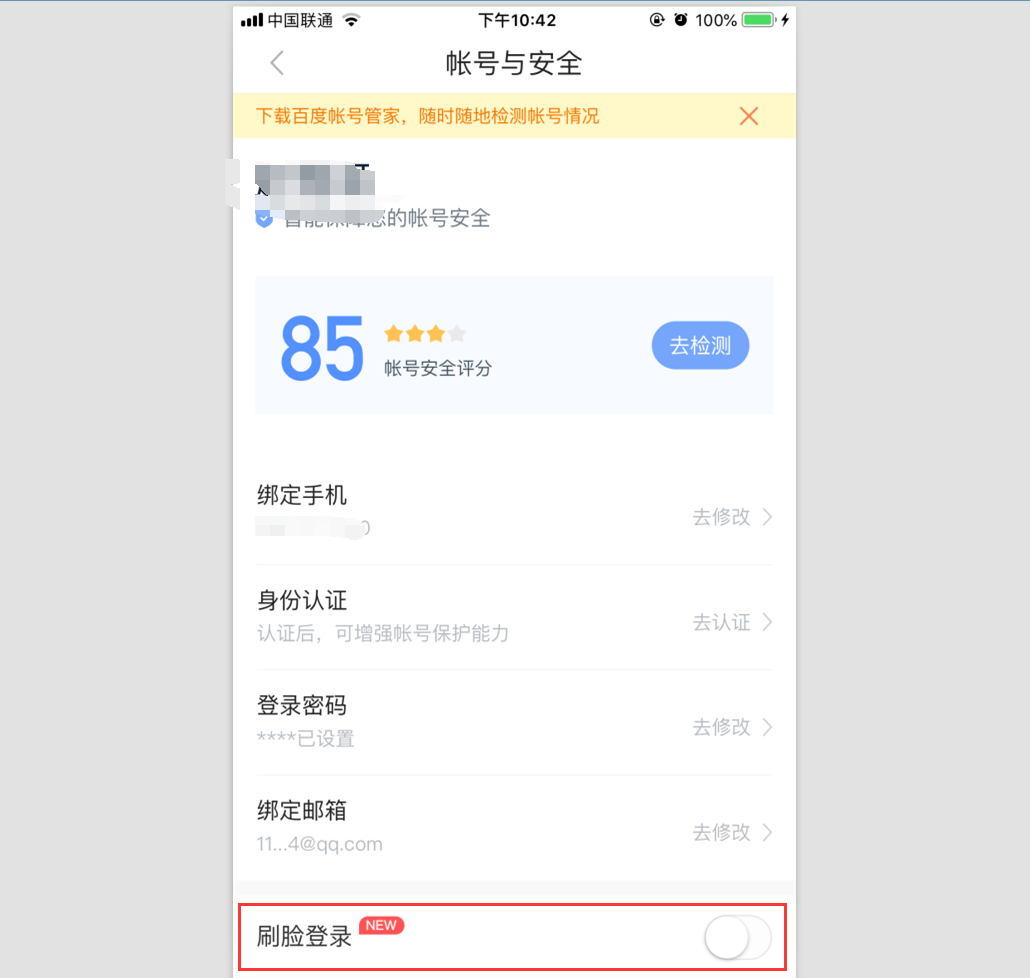 中国联通 下午10:42 100%
帐号与安全
下载百度帐号管家，随时随地检测帐号情况
智能保障您的帐号安全
85
帐号安全评分
去检测
绑定手机
0
去修改
身份认证
认证后，可增强帐号保护能力
去认证
登录密码
****已设置
去修改
绑定邮箱
11...4@qq.com
去修改
刷脸登录 NEW